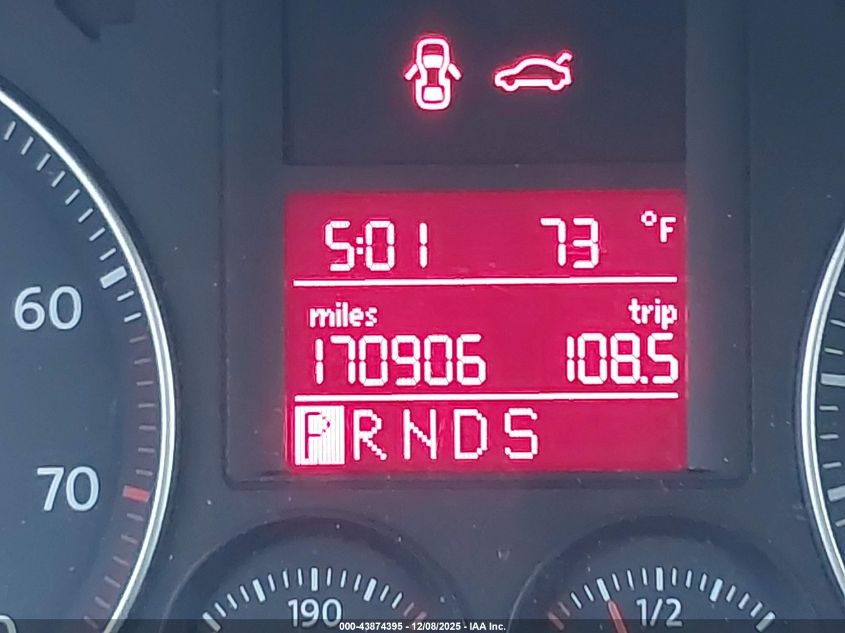 5:01 73 °F
miles trip
170906 108.5
P R N D S
60
70
190
1/2
000-43874395 - 12/08/2025 - IAA Inc.